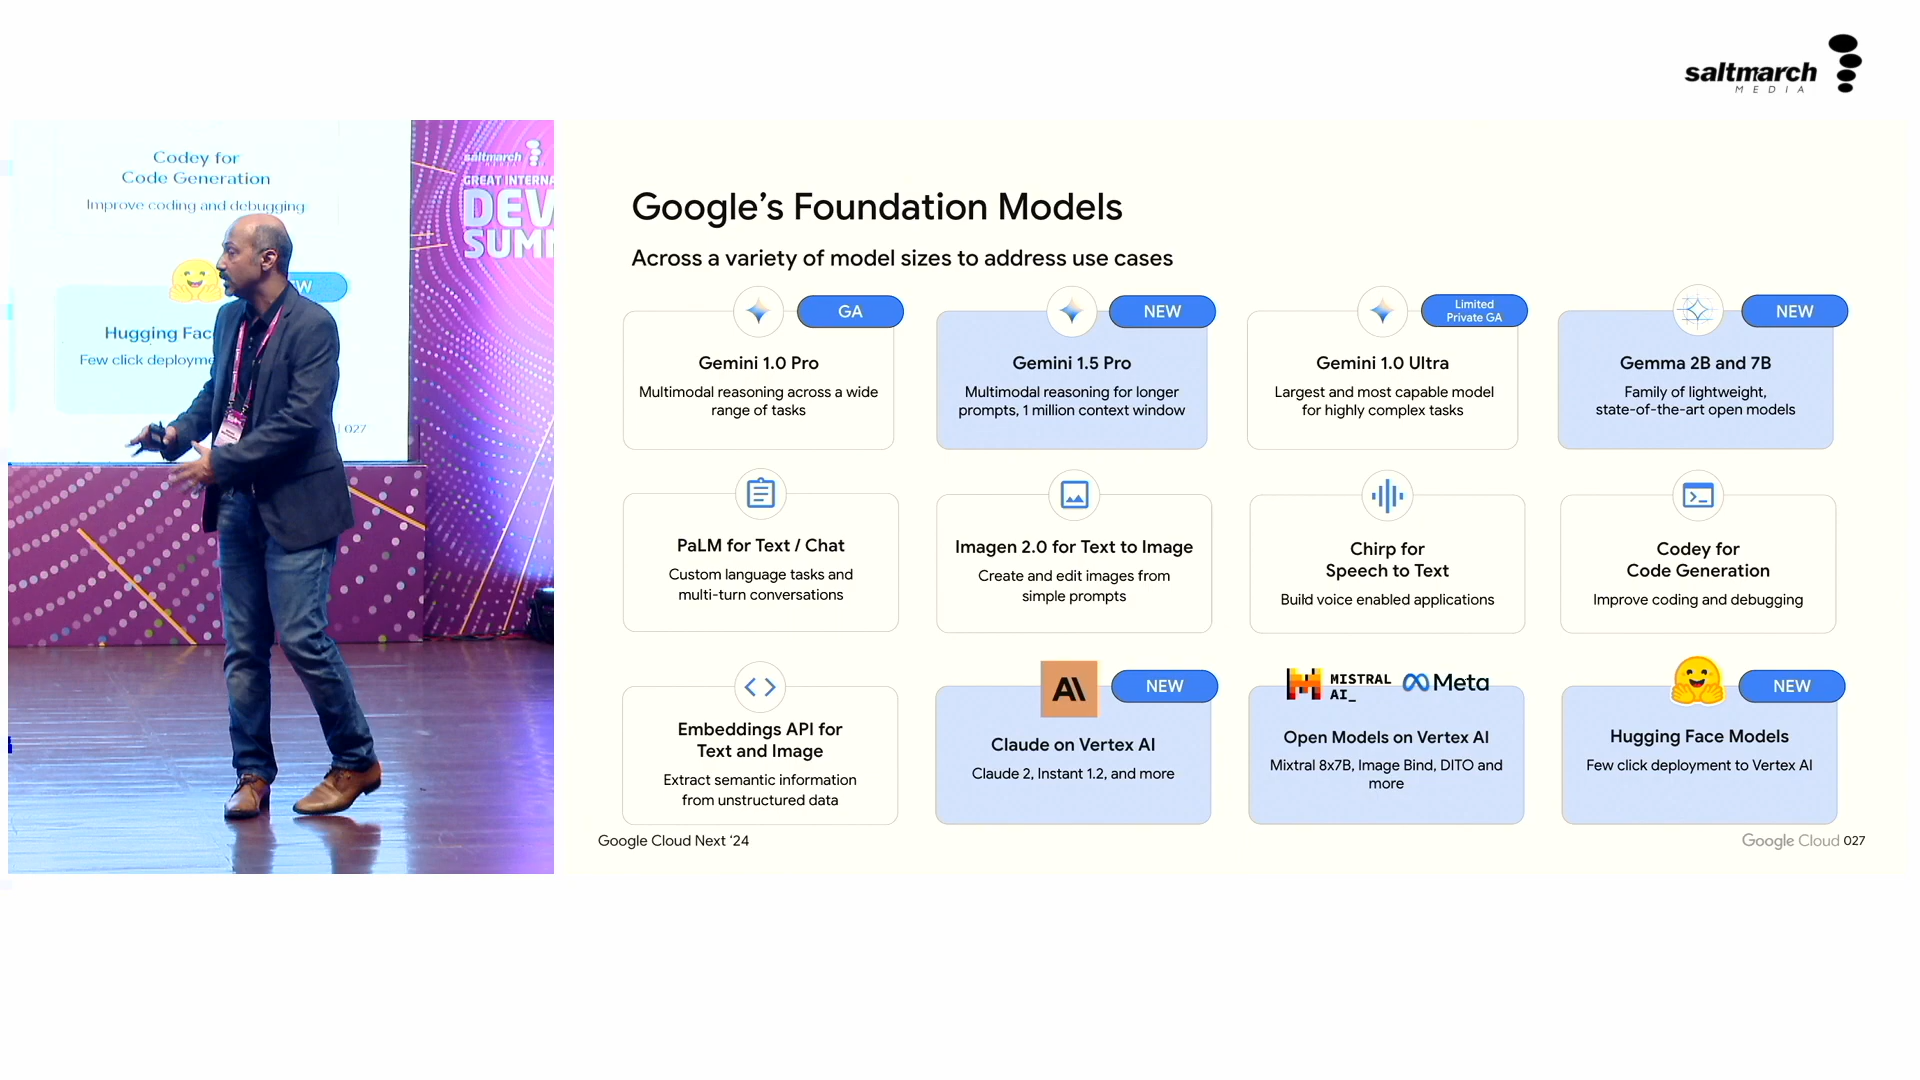 saltmarch
MEDIA
Codey for
Code Generation
Improve coding and debugging
Hugging Fac
Few click deployme
027
saltmarch
GREAT INTERNA
DEV
SUMM
Google’s Foundation Models
Across a variety of model sizes to address use cases
GA
Gemini 1.0 Pro
Multimodal reasoning across a wide
range of tasks
NEW
Gemini 1.5 Pro
Multimodal reasoning for longer
prompts, 1 million context window
Limited
Private GA
Gemini 1.0 Ultra
Largest and most capable model
for highly complex tasks
NEW
Gemma 2B and 7B
Family of lightweight,
state-of-the-art open models
PaLM for Text / Chat
Custom language tasks and
multi-turn conversations
Imagen 2.0 for Text to Image
Create and edit images from
simple prompts
Chirp for
Speech to Text
Build voice enabled applications
Codey for
Code Generation
Improve coding and debugging
Embeddings API for
Text and Image
Extract semantic information
from unstructured data
A\
NEW
Claude on Vertex AI
Claude 2, Instant 1.2, and more
MISTRAL
AI_
Meta
Open Models on Vertex AI
Mixtral 8x7B, Image Bind, DITO and
more
NEW
Hugging Face Models
Few click deployment to Vertex AI
Google Cloud Next ‘24
Google Cloud 027